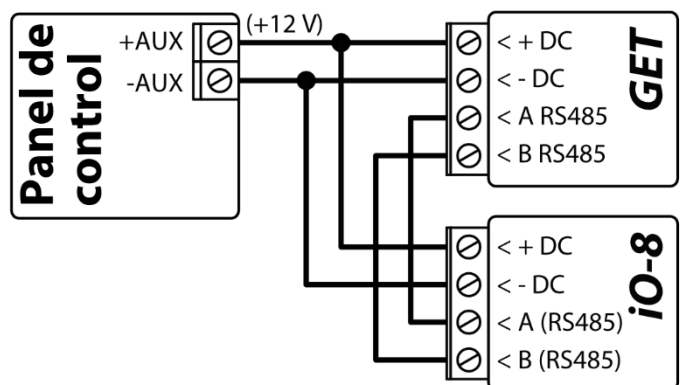 Panel de
control
+AUX
-AUX
(+12 V)
< + DC
< - DC
< A RS485
< B RS485
GET
< + DC
< - DC
< A (RS485)
< B (RS485)
iO-8